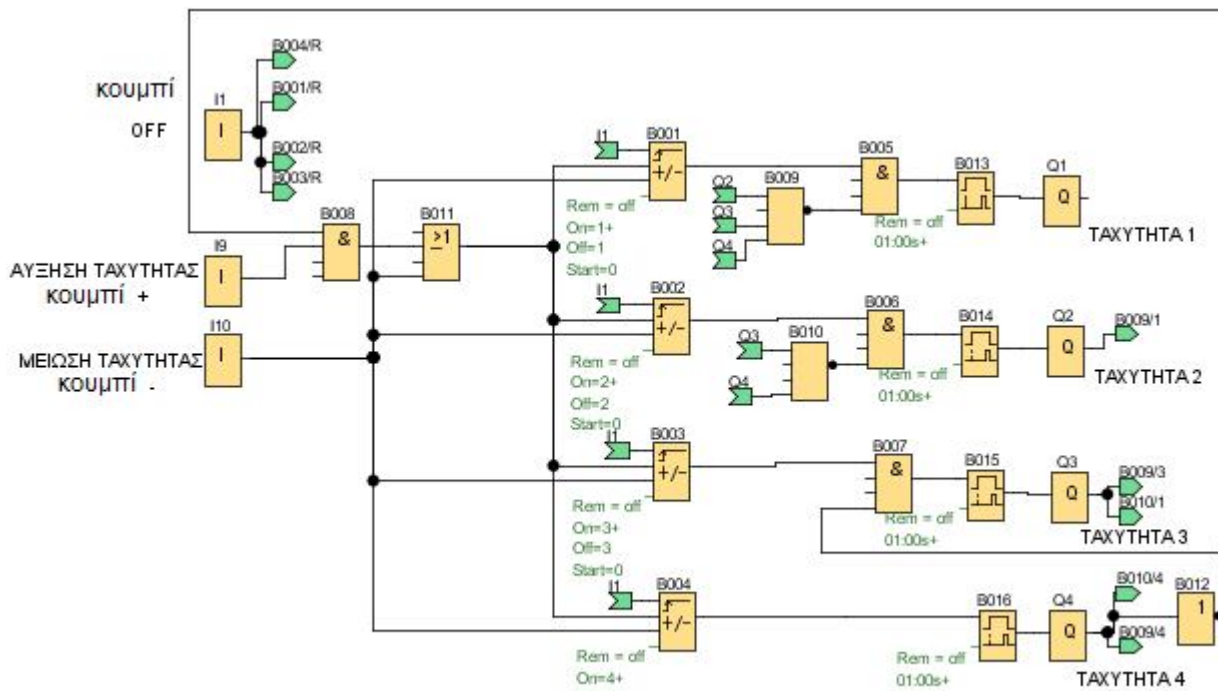 B004/R
κουμπί
I1
I
B001/R
OFF
B002/R
B003/R
I1
B001
+/-
Rem = off
On=1+
Off=1
Start=0
Q2
Q3
Q4
B009
B005
&
B013
Rem = off
01:00s+
Q1
Q
ΤΑΧΥΤΗΤΑ 1
B008
&
B011
>1
I9
I
ΑΥΞΗΣΗ ΤΑΧΥΤΗΤΑΣ
κουμπί +
I10
I
ΜΕΙΩΣΗ ΤΑΧΥΤΗΤΑΣ
κουμπί -
I1
B002
+/-
Rem = off
On=2+
Off=2
Start=0
Q3
Q4
B010
B006
&
B014
Rem = off
01:00s+
Q2
Q
B009/1
ΤΑΧΥΤΗΤΑ 2
I1
B003
+/-
Rem = off
On=3+
Off=3
Start=0
B007
&
B015
Rem = off
01:00s+
Q3
Q
B009/3
B010/1
ΤΑΧΥΤΗΤΑ 3
I1
B004
+/-
Rem = off
On=4+
B016
Rem = off
01:00s+
Q4
Q
B010/4
B009/4
B012
1
ΤΑΧΥΤΗΤΑ 4